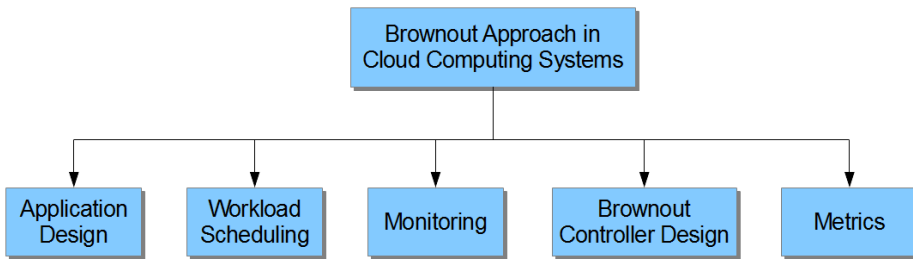 Brownout Approach in
Cloud Computing Systems
Application
Design
Workload
Scheduling
Monitoring
Brownout
Controller Design
Metrics